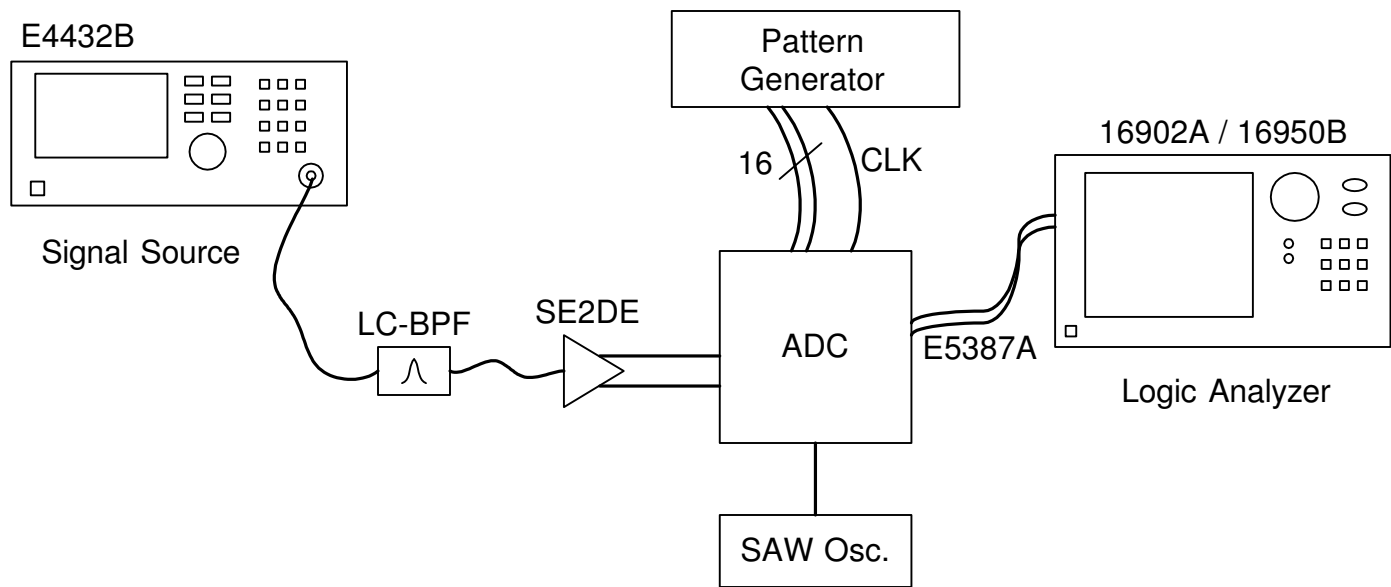 E4432B
Signal Source
LC-BPF
SE2DE
Pattern
Generator
16
CLK
ADC
SAW Osc.
E5387A
16902A / 16950B
Logic Analyzer